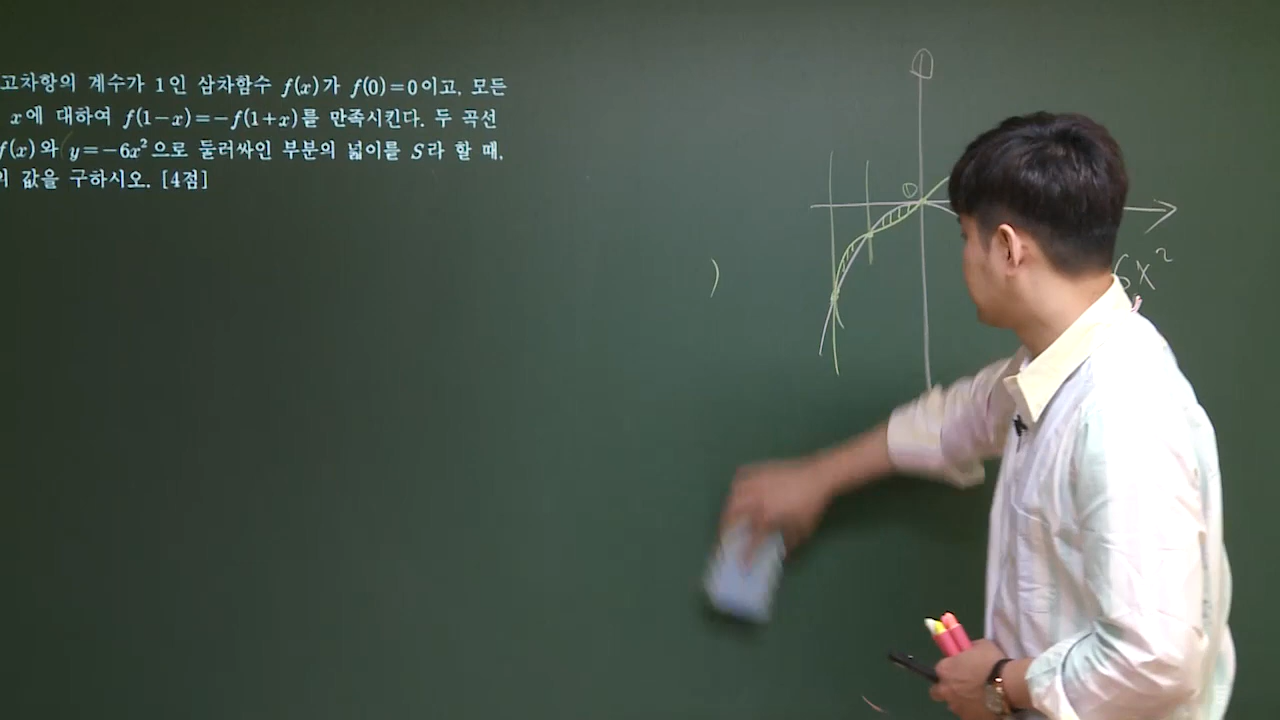 고차항의 계수가 1인 삼차함수 f(x)가 f(0)=0이고, 모든
x에 대하여 f(1-x)=-f(1+x)를 만족시킨다. 두 곡선
f(x)와 y=-6x²으로 둘러싸인 부분의 넓이를 S라 할 때,
의 값을 구하시오. [4점]
0
6x²
)